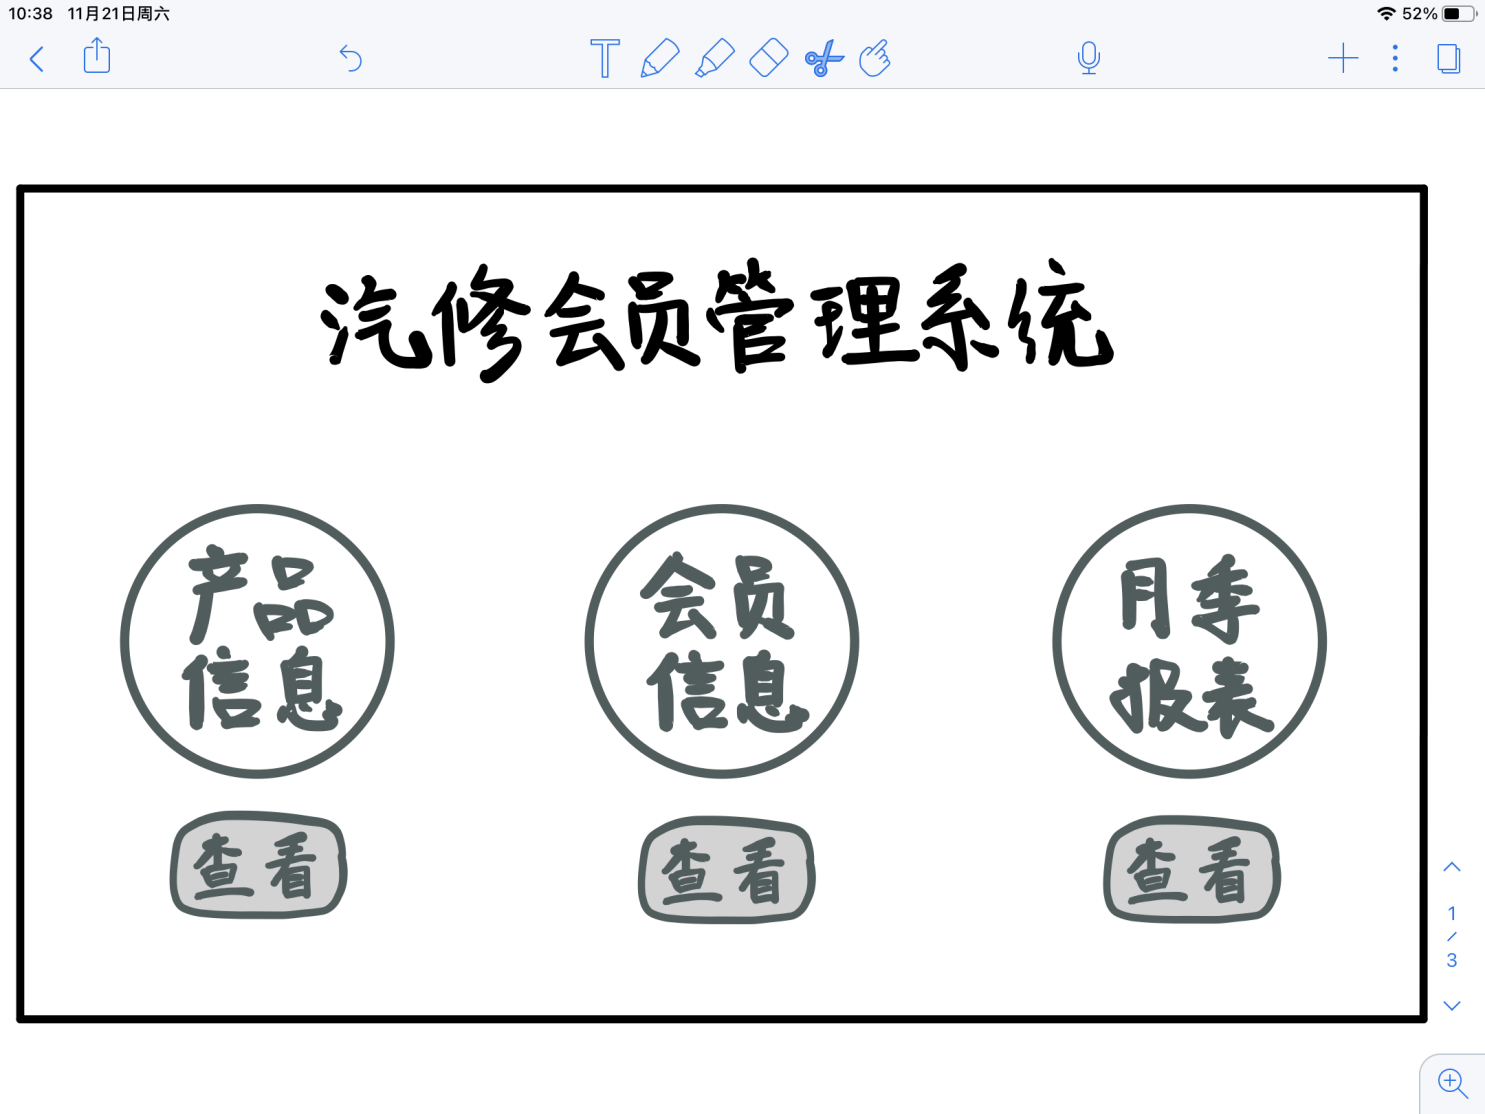 10:38 11月21日周六
52%
T
汽修会员管理系统
产品
信息
会员
信息
月季
报表
查看
查看
查看
1
/
3